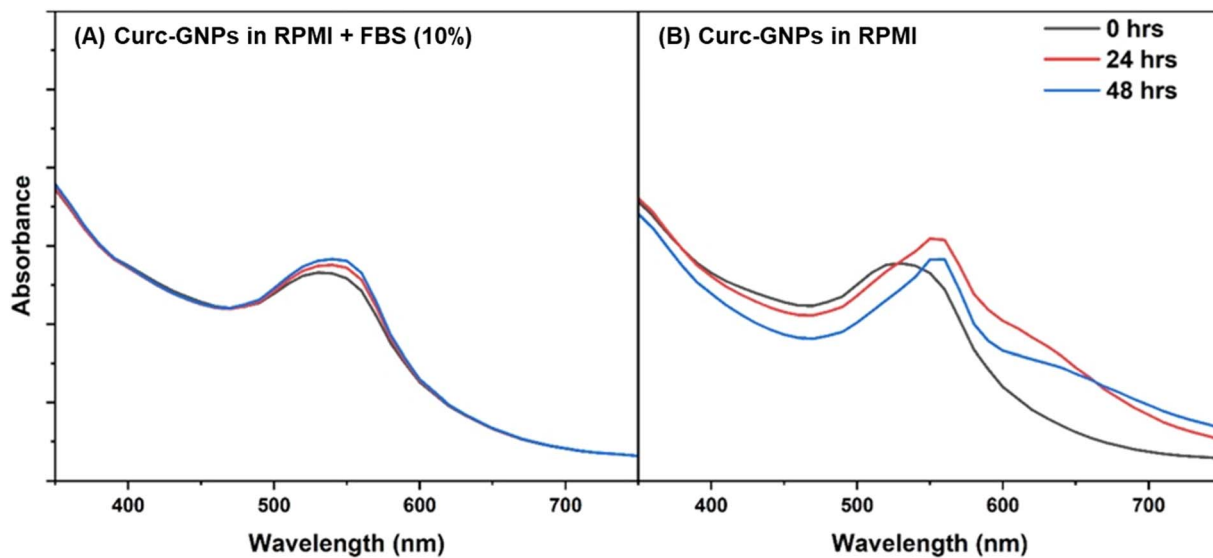 (A) Curc-GNPs in RPMI + FBS (10%)
(B) Curc-GNPs in RPMI
0 hrs
24 hrs
48 hrs
Absorbance
400
500
600
700
400
500
600
700
Wavelength (nm)
Wavelength (nm)